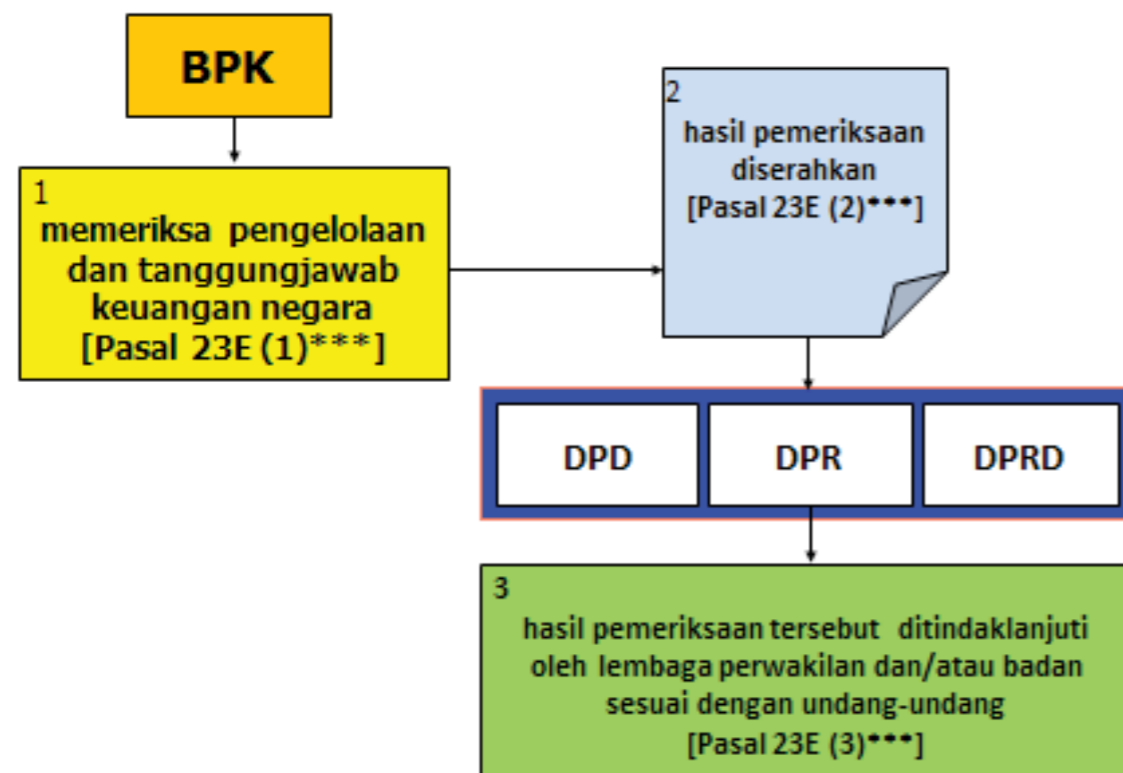 BPK
1
memeriksa pengelolaan
dan tanggungjawab
keuangan negara
[Pasal 23E (1)***]
2
hasil pemeriksaan
diserahkan
[Pasal 23E (2)***]
DPD
DPR
DPRD
3
hasil pemeriksaan tersebut ditindaklanjuti
oleh lembaga perwakilan dan/atau badan
sesuai dengan undang-undang
[Pasal 23E (3)***]